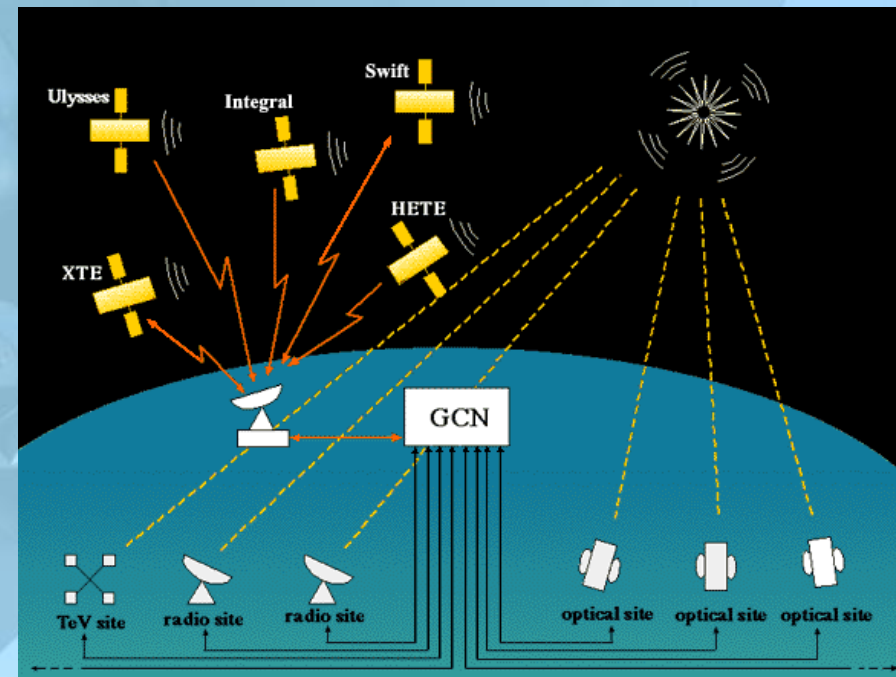 Swift
Ulysses
Integral
HETE
XTE
GCN
TeV site
radio site
radio site
optical site
optical site
optical site